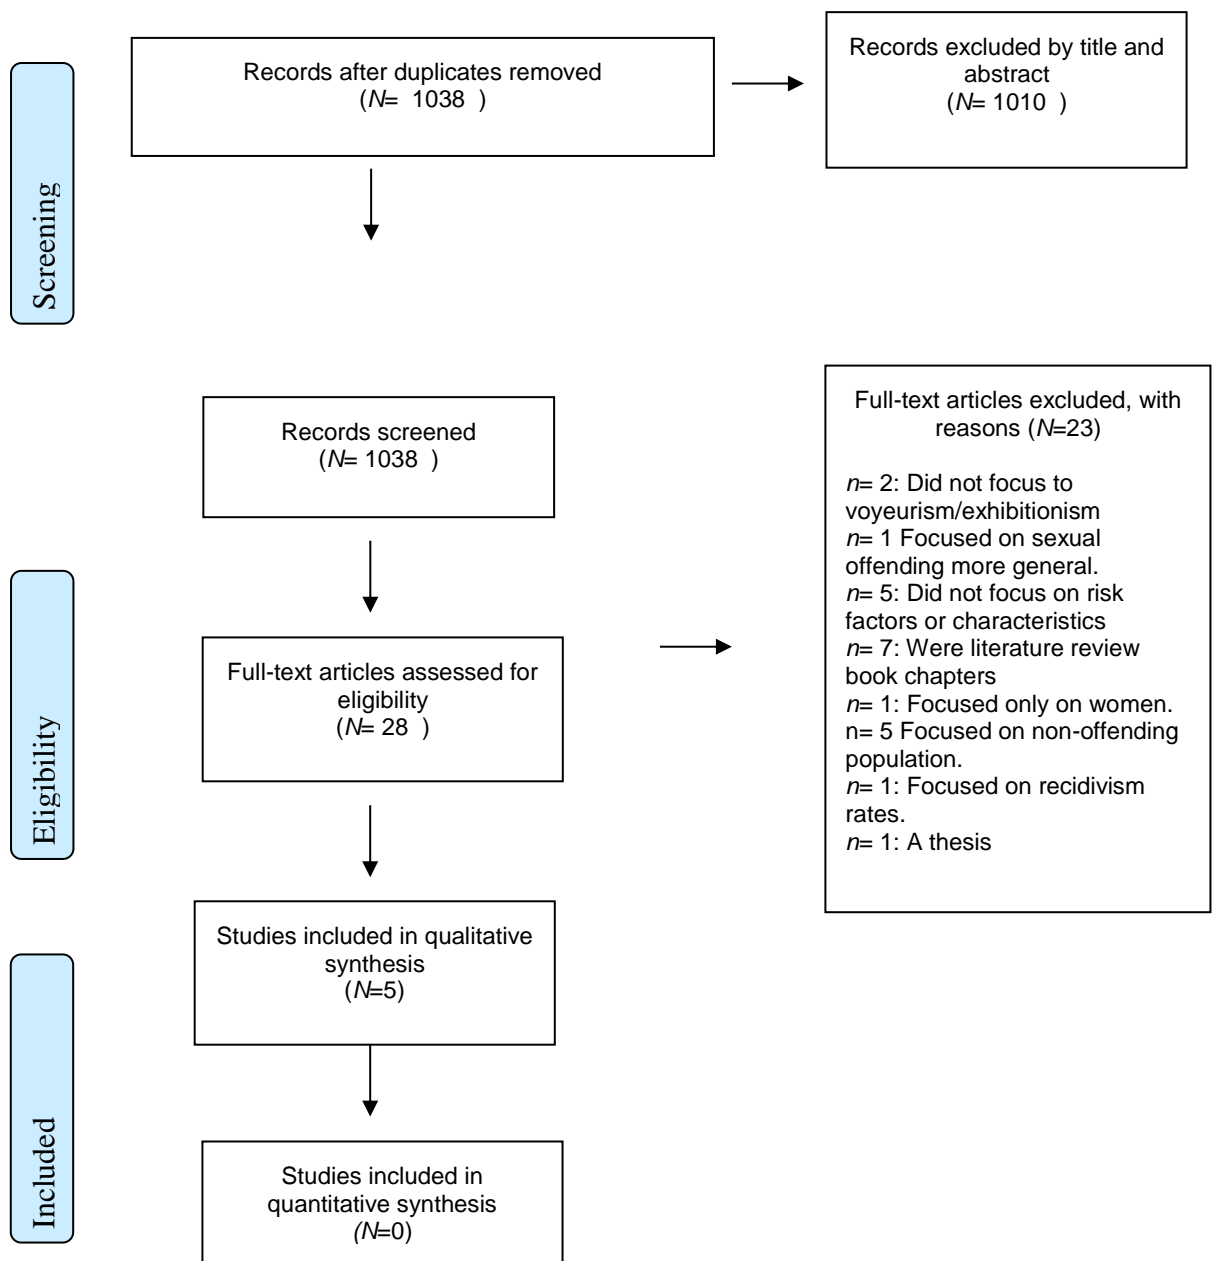 Screening
Records after duplicates removed
(N= 1038 )
Records excluded by title and
abstract
(N= 1010 )
Records screened
(N= 1038 )
Eligibility
Full-text articles assessed for
eligibility
(N= 28 )
Full-text articles excluded, with
reasons (N=23)
n= 2: Did not focus to
voyeurism/exhibitionism
n= 1 Focused on sexual
offending more general.
n= 5: Did not focus on risk
factors or characteristics
n= 7: Were literature review
book chapters
n= 1: Focused only on women.
n= 5 Focused on non-offending
population.
n= 1: Focused on recidivism
rates.
n= 1: A thesis
Included
Studies included in qualitative
synthesis
(N=5)
Studies included in
quantitative synthesis
(N=0)